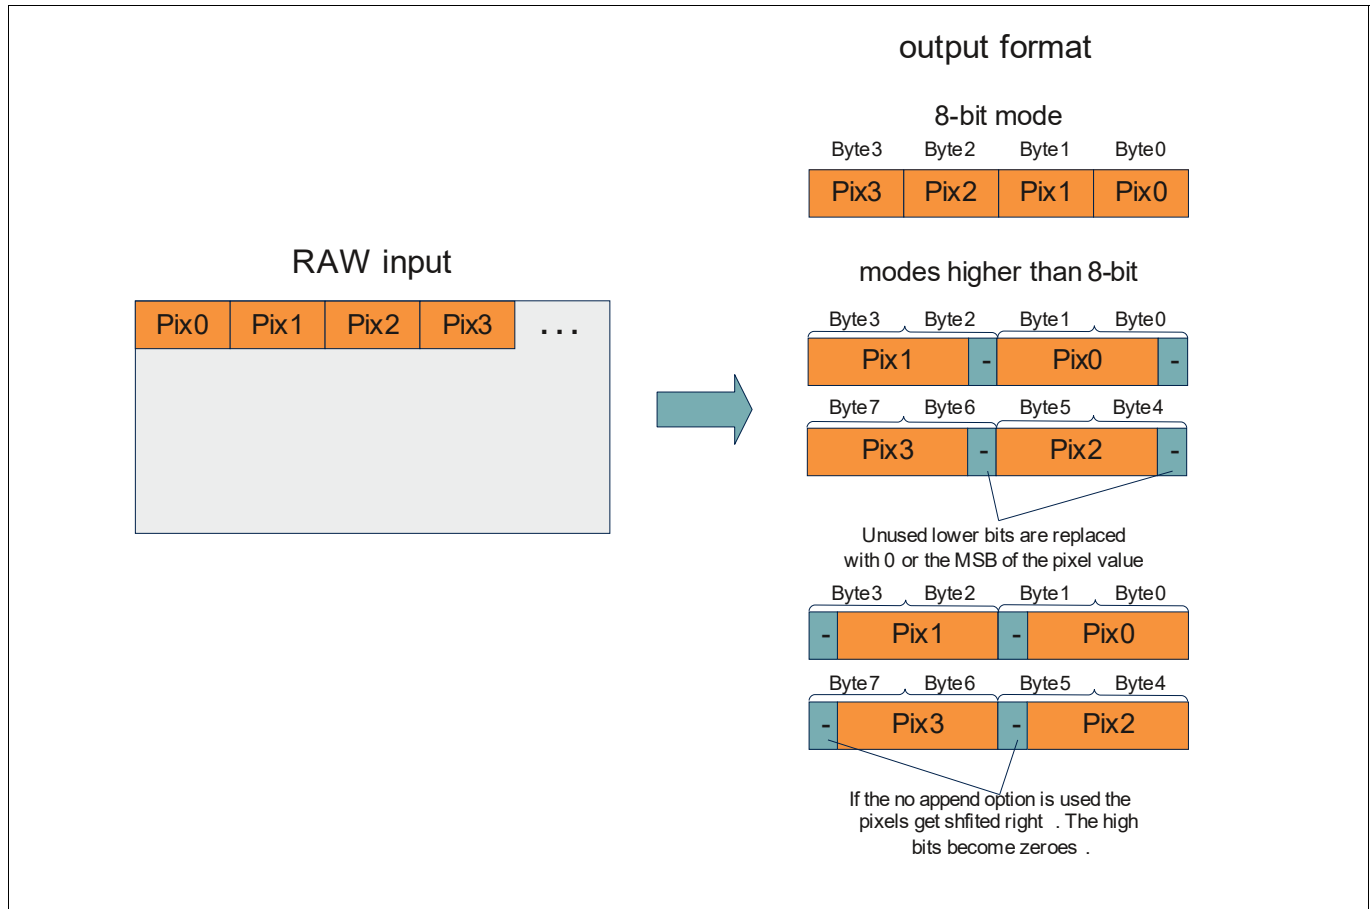 output format
8-bit mode
Byte3 Byte2 Byte1 Byte0
Pix3 Pix2 Pix1 Pix0
RAW input
Pix0 Pix1 Pix2 Pix3 ...
modes higher than 8-bit
Byte3 Byte2 Byte1 Byte0
Pix1 - Pix0 -
Byte7 Byte6 Byte5 Byte4
Pix3 - Pix2 -
Unused lower bits are replaced
with 0 or the MSB of the pixel value
Byte3 Byte2 Byte1 Byte0
- Pix1 - Pix0
Byte7 Byte6 Byte5 Byte4
- Pix3 - Pix2
If the no append option is used the
pixels get shfited right . The high
bits become zeroes .